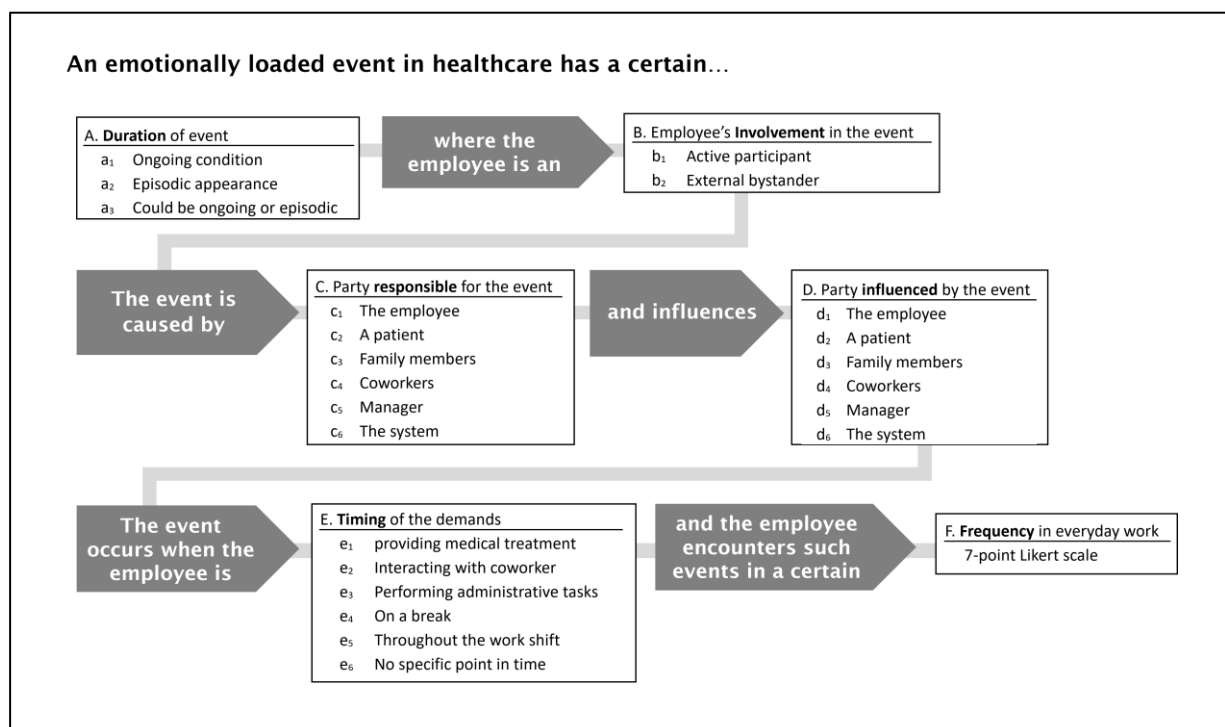 An emotionally loaded event in healthcare has a certain…
A. Duration of event
a₁ Ongoing condition
a₂ Episodic appearance
a₃ Could be ongoing or episodic
where the
employee is an
B. Employee's Involvement in the event
b₁ Active participant
b₂ External bystander
The event is
caused by
C. Party responsible for the event
c₁ The employee
c₂ A patient
c₃ Family members
c₄ Coworkers
c₅ Manager
c₆ The system
and influences
D. Party influenced by the event
d₁ The employee
d₂ A patient
d₃ Family members
d₄ Coworkers
d₅ Manager
d₆ The system
The event
occurs when the
employee is
E. Timing of the demands
e₁ providing medical treatment
e₂ Interacting with coworker
e₃ Performing administrative tasks
e₄ On a break
e₅ Throughout the work shift
e₆ No specific point in time
and the employee
encounters such
events in a certain
F. Frequency in everyday work
7-point Likert scale